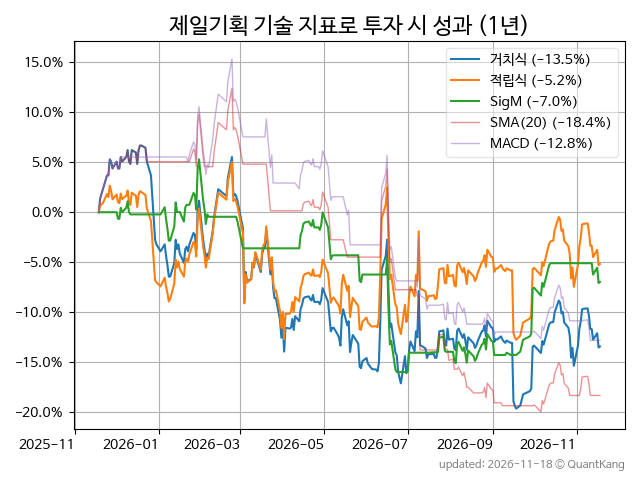 제일기획 기술 지표로 투자 시 성과 (1년)
15.0%
10.0%
5.0%
0.0%
−5.0%
−10.0%
−15.0%
−20.0%
거치식 (−13.5%)
적립식 (−5.2%)
SigM (−7.0%)
SMA(20) (−18.4%)
MACD (−12.8%)
2025-11 2026-01 2026-03 2026-05 2026-07 2026-09 2026-11
updated: 2026-11-18 © QuantKang